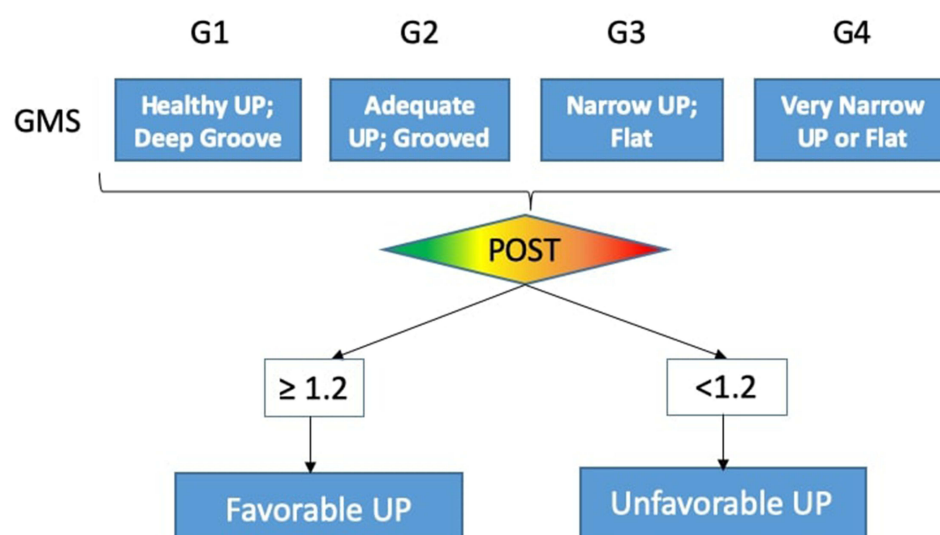 G1 G2 G3 G4
GMS
Healthy UP;
Deep Groove
Adequate
UP; Grooved
Narrow UP;
Flat
Very Narrow
UP or Flat
POST
≥ 1.2
<1.2
Favorable UP
Unfavorable UP